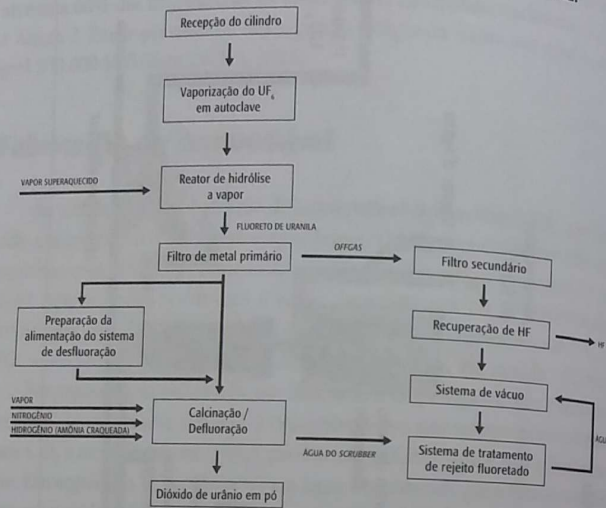 Recepção do cilindro
Vaporização do UF₆
em autoclave
VAPOR SUPERAQUECIDO
Reator de hidrólise
a vapor
FLUORETO DE URANILA
Filtro de metal primário
OFFGAS
Filtro secundário
Preparação da
alimentação do sistema
de desfluoração
Recuperação de HF
HF
Sistema de vácuo
VAPOR
NITROGÊNIO
HIDROGÊNIO (AMÔNIA CRAQUEADA)
Calcinação /
Defluoração
ÁGUA DO SCRUBBER
Sistema de tratamento
de rejeito fluoretado
Dióxido de urânio em pó